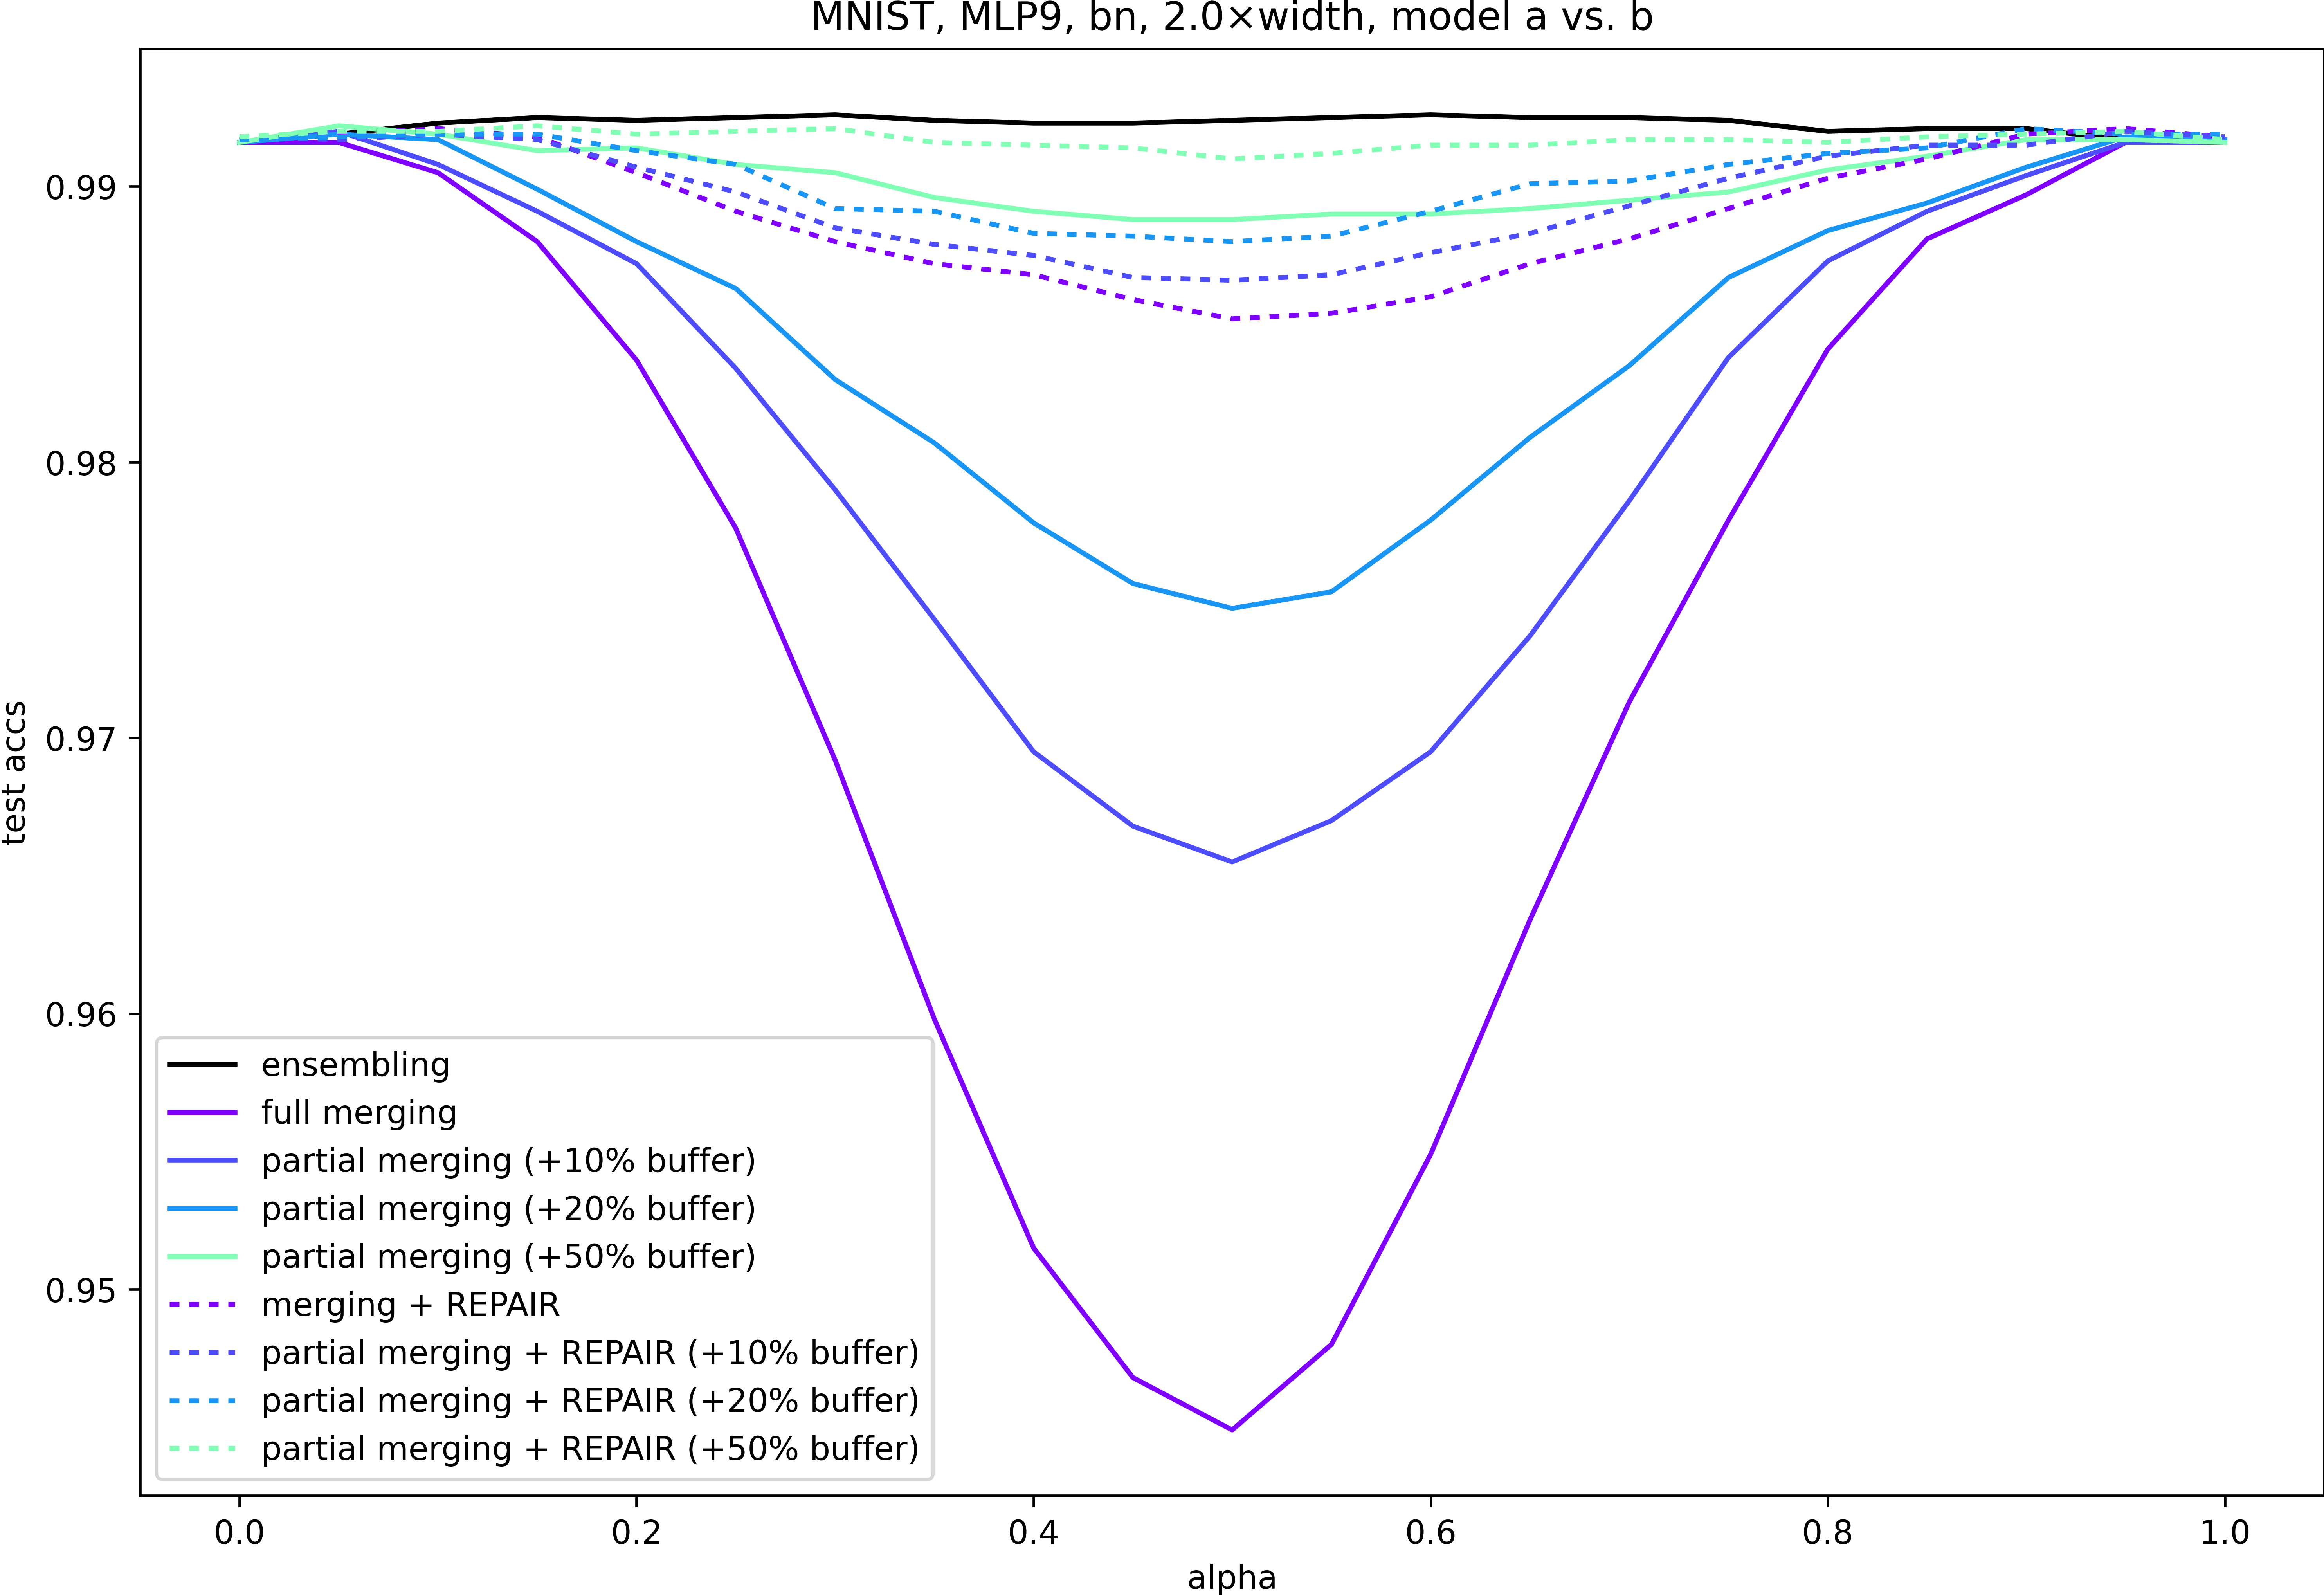 MNIST, MLP9, bn, 2.0×width, model a vs. b
test accs
0.99
0.98
0.97
0.96
0.95
ensembling
full merging
partial merging (+10% buffer)
partial merging (+20% buffer)
partial merging (+50% buffer)
merging + REPAIR
partial merging + REPAIR (+10% buffer)
partial merging + REPAIR (+20% buffer)
partial merging + REPAIR (+50% buffer)
0.0 0.2 0.4 0.6 0.8 1.0
alpha